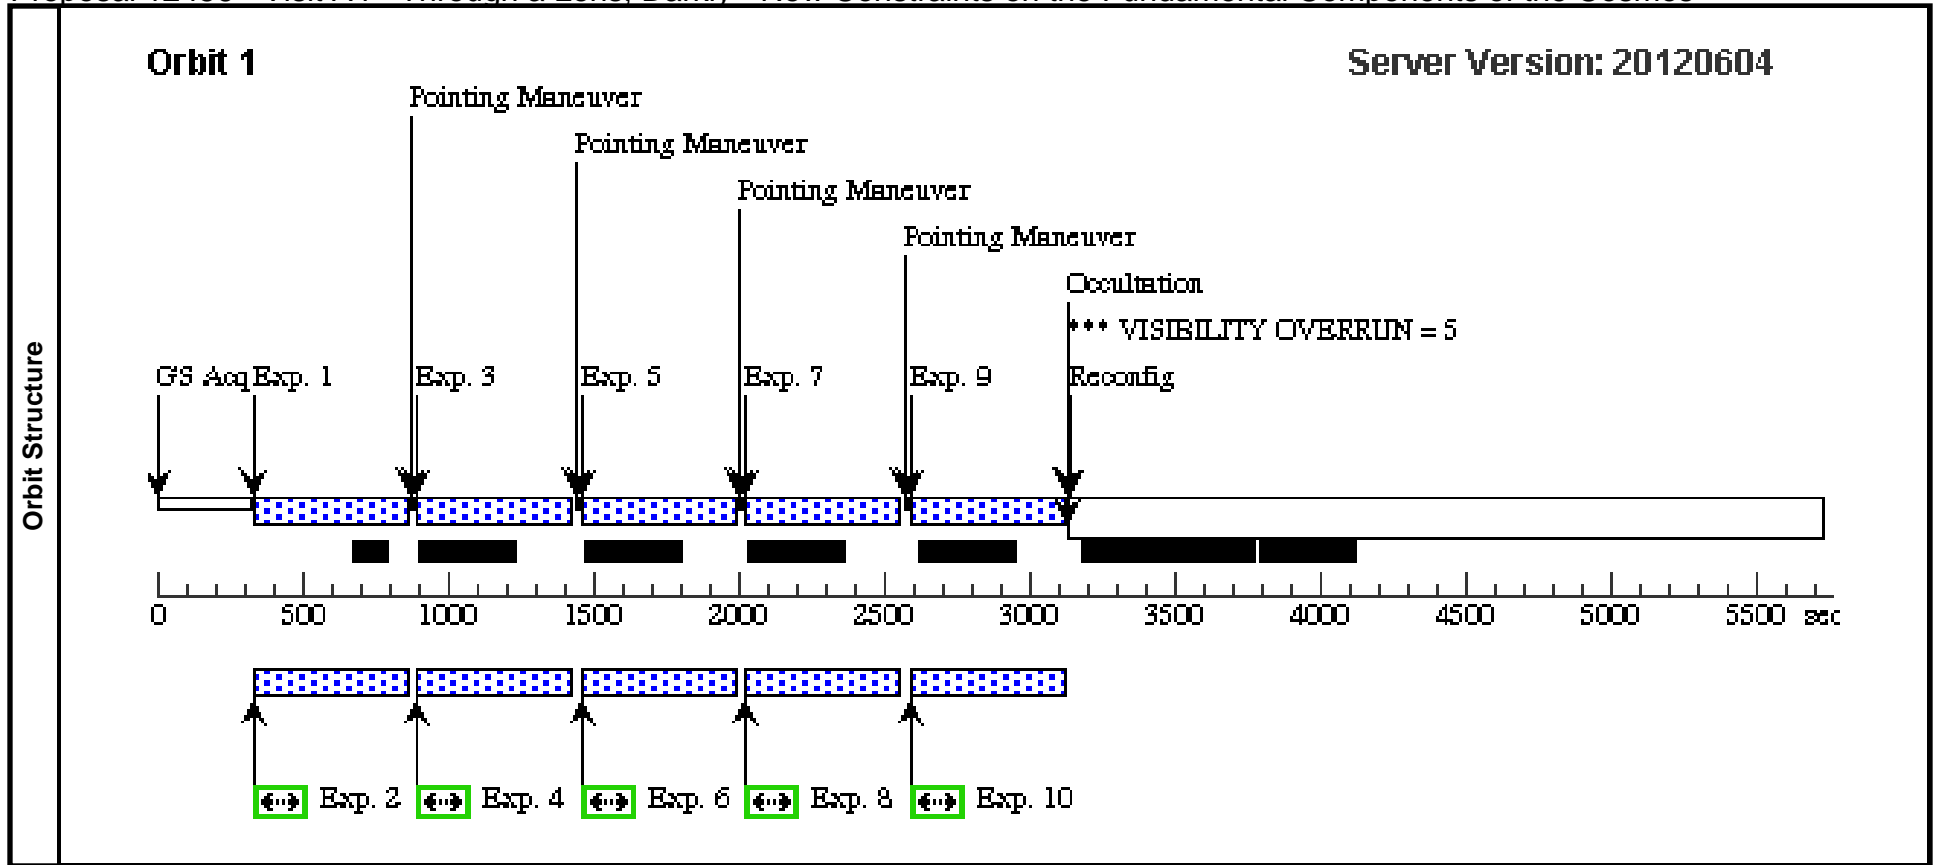 Orbit 1
Server Version: 20120604
Pointing Maneuver
Pointing Maneuver
Pointing Maneuver
Pointing Maneuver
Occultation
*** VISIBILITY OVERRUN = 5
GS Acq Exp. 1 Exp. 3 Exp. 5 Exp. 7 Exp. 9 Reconfig
Orbit Structure
0 500 1000 1500 2000 2500 3000 3500 4000 4500 5000 5500 sec
Exp. 2 Exp. 4 Exp. 6 Exp. 8 Exp. 10